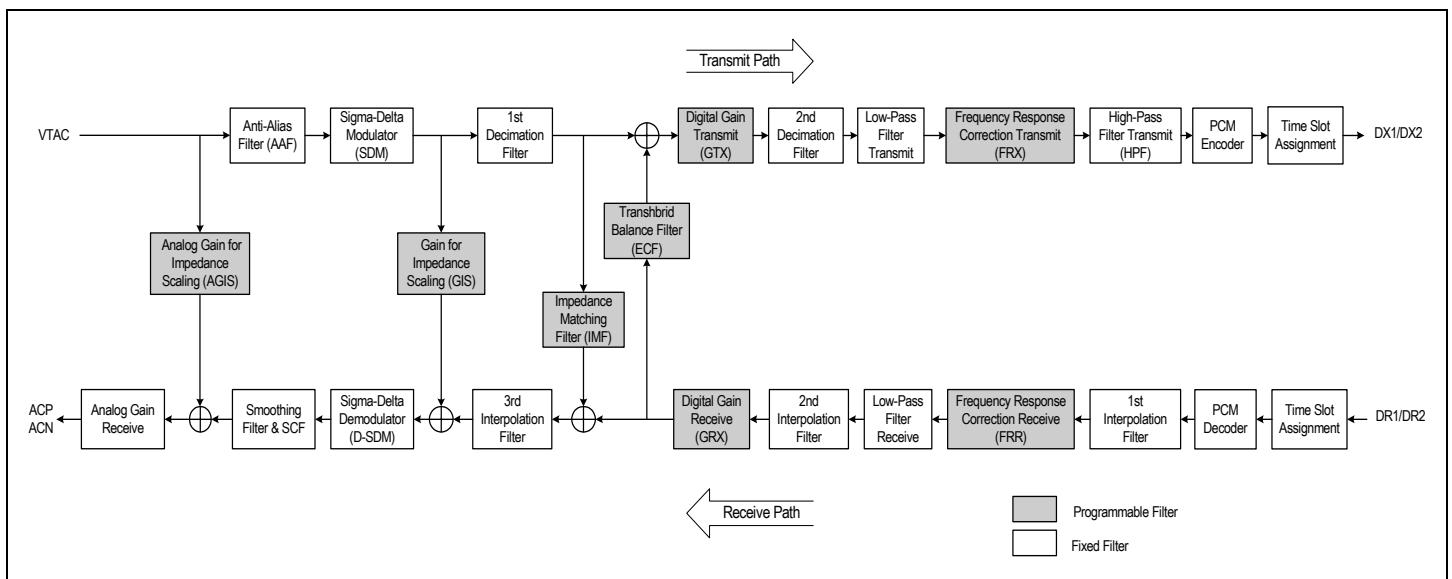 Transmit Path
VTAC
Anti-Alias
Filter (AAF)
Sigma-Delta
Modulator
(SDM)
1st
Decimation
Filter
Digital Gain
Transmit
(GTX)
2nd
Decimation
Filter
Low-Pass
Filter
Transmit
Frequency Response
Correction Transmit
(FRX)
High-Pass
Filter Transmit
(HPF)
PCM
Encoder
Time Slot
Assignment
DX1/DX2
Analog Gain for
Impedance
Scaling (AGIS)
Gain for
Impedance
Scaling (GIS)
Transhbrid
Balance Filter
(ECF)
Impedance
Matching
Filter (IMF)
ACP
ACN
Analog Gain
Receive
Smoothing
Filter & SCF
Sigma-Delta
Demodulator
(D-SDM)
3rd
Interpolation
Filter
Digital Gain
Receive
(GRX)
2nd
Interpolation
Filter
Low-Pass
Filter
Receive
Frequency Response
Correction Receive
(FRR)
1st
Interpolation
Filter
PCM
Decoder
Time Slot
Assignment
DR1/DR2
Receive Path
Programmable Filter
Fixed Filter